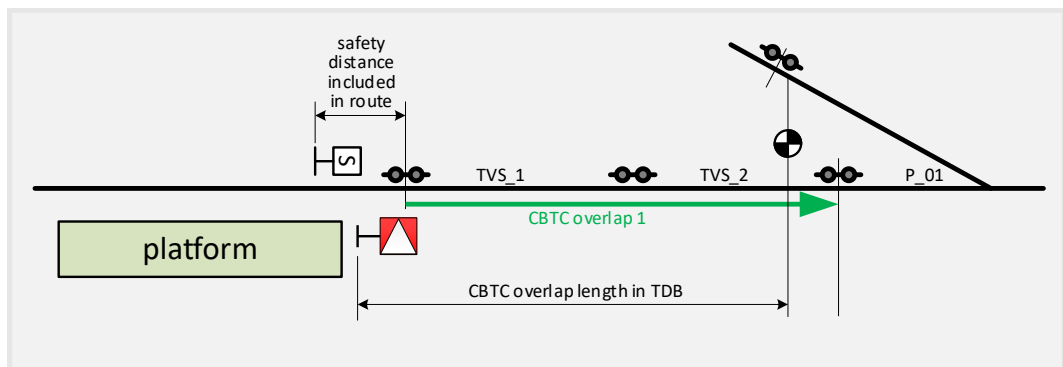 safety
distance
included
in route
S
TVS_1
TVS_2
P_01
CBTC overlap 1
platform
CBTC overlap length in TDB